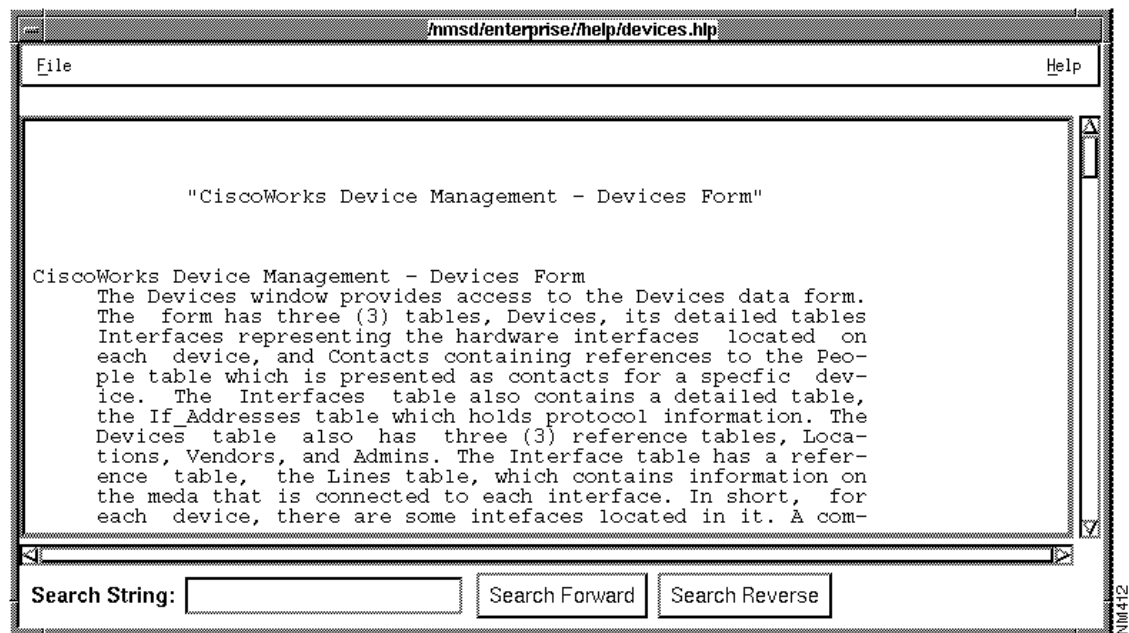 /nmsd/enterprise//help/devices.hlp
File Help
"CiscoWorks Device Management - Devices Form"
CiscoWorks Device Management - Devices Form
The Devices window provides access to the Devices data form.
The form has three (3) tables, Devices, its detailed tables
Interfaces representing the hardware interfaces located on
each device, and Contacts containing references to the Peo-
ple table which is presented as contacts for a specfic dev-
ice. The Interfaces table also contains a detailed table,
the If_Addresses table which holds protocol information. The
Devices table also has three (3) reference tables, Loca-
tions, Vendors, and Admins. The Interface table has a refer-
ence table, the Lines table, which contains information on
the meda that is connected to each interface. In short, for
each device, there are some intefaces located in it. A com-
Search String: Search Forward Search Reverse
NM412